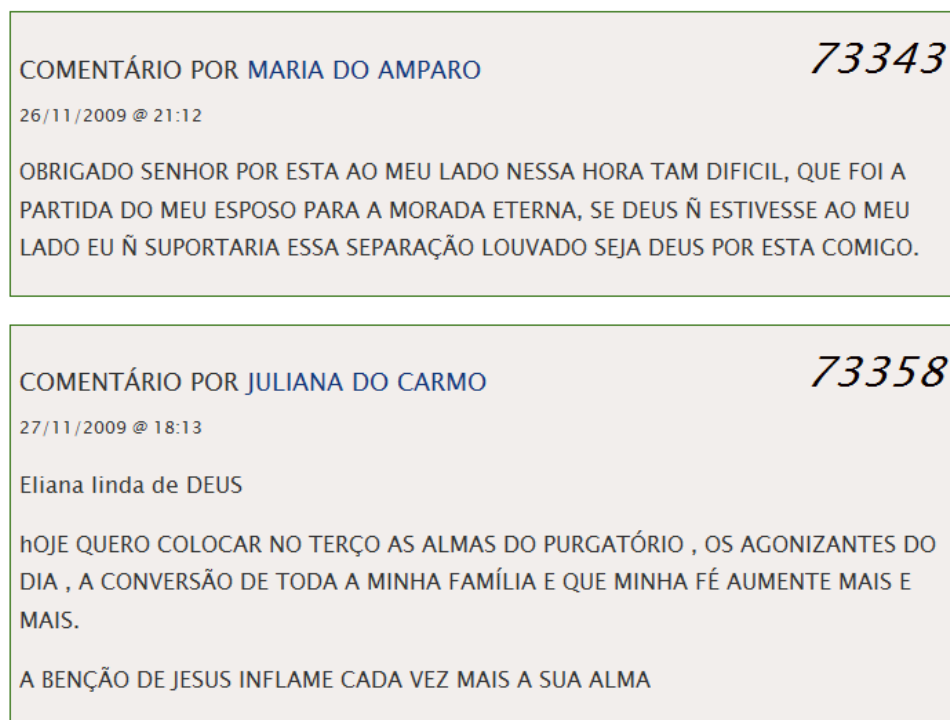 COMENTÁRIO POR MARIA DO AMPARO 73343
26/11/2009 @ 21:12
OBRIGADO SENHOR POR ESTA AO MEU LADO NESSA HORA TAM DIFICIL, QUE FOI A
PARTIDA DO MEU ESPOSO PARA A MORADA ETERNA, SE DEUS Ñ ESTIVESSE AO MEU
LADO EU Ñ SUPORTARIA ESSA SEPARAÇÃO LOUVADO SEJA DEUS POR ESTA COMIGO.
COMENTÁRIO POR JULIANA DO CARMO 73358
27/11/2009 @ 18:13
Eliana linda de DEUS
hOJE QUERO COLOCAR NO TERÇO AS ALMAS DO PURGATÓRIO , OS AGONIZANTES DO
DIA , A CONVERSÃO DE TODA A MINHA FAMÍLIA E QUE MINHA FÉ AUMENTE MAIS E
MAIS.
A BENÇÃO DE JESUS INFLAME CADA VEZ MAIS A SUA ALMA